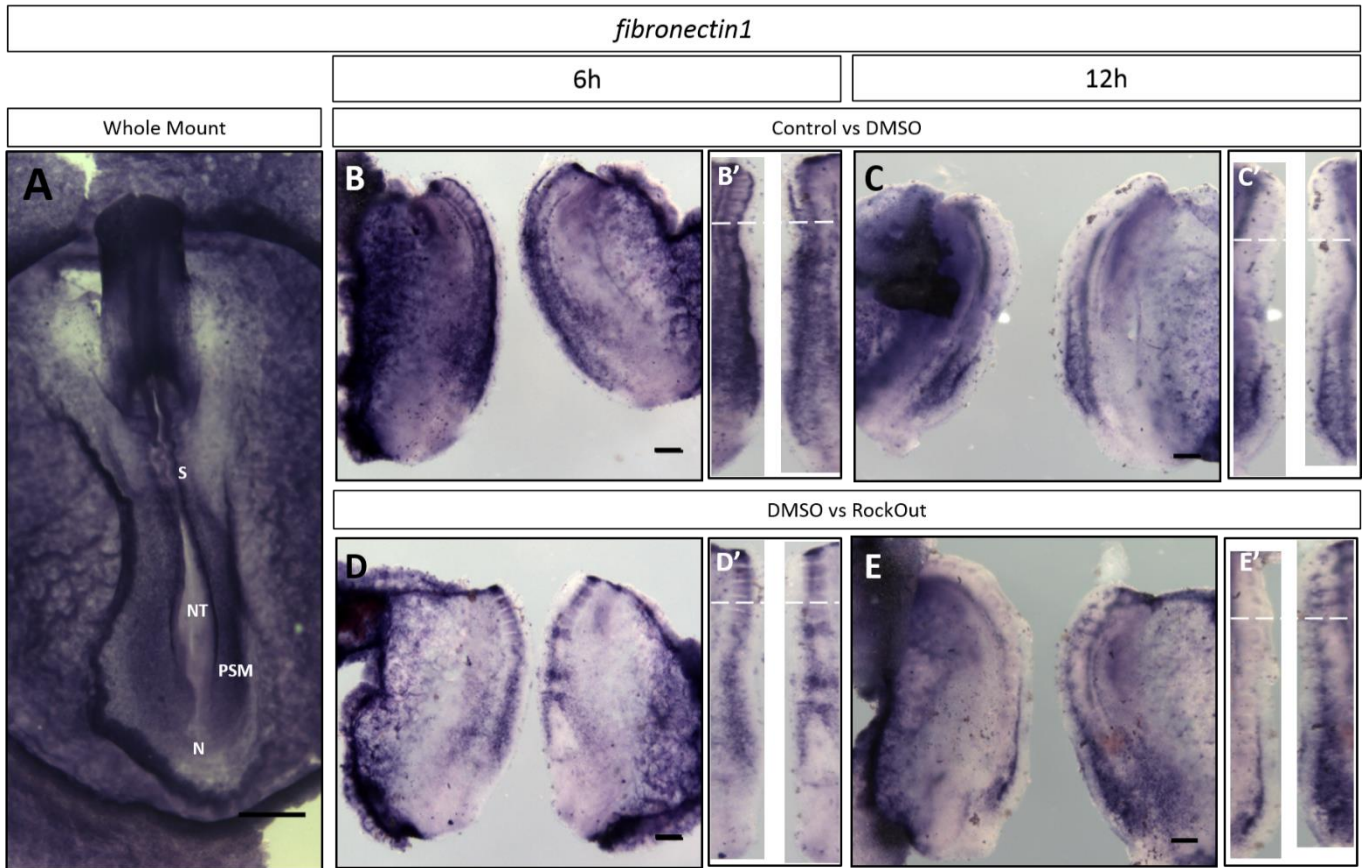 fibronectin1
6h
12h
Whole Mount
Control vs DMSO
A
B
B'
C
C'
S
NT
PSM
N
DMSO vs RockOut
D
D'
E
E'